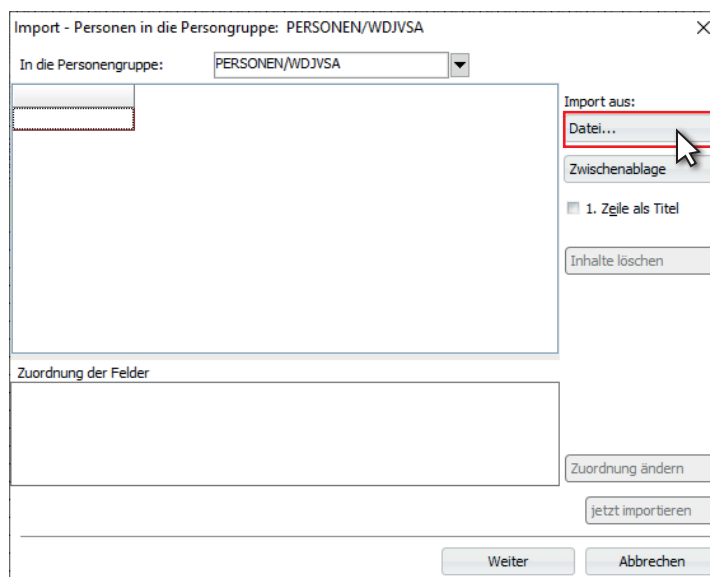 Import - Personen in die Persongruppe: PERSONEN/WDJVSA
In die Personengruppe: PERSONEN/WDJVSA
Import aus:
Datei...
Zwischenablage
1. Zeile als Titel
Inhalte löschen
Zuordnung der Felder
Zuordnung ändern
jetzt importieren
Weiter Abbrechen